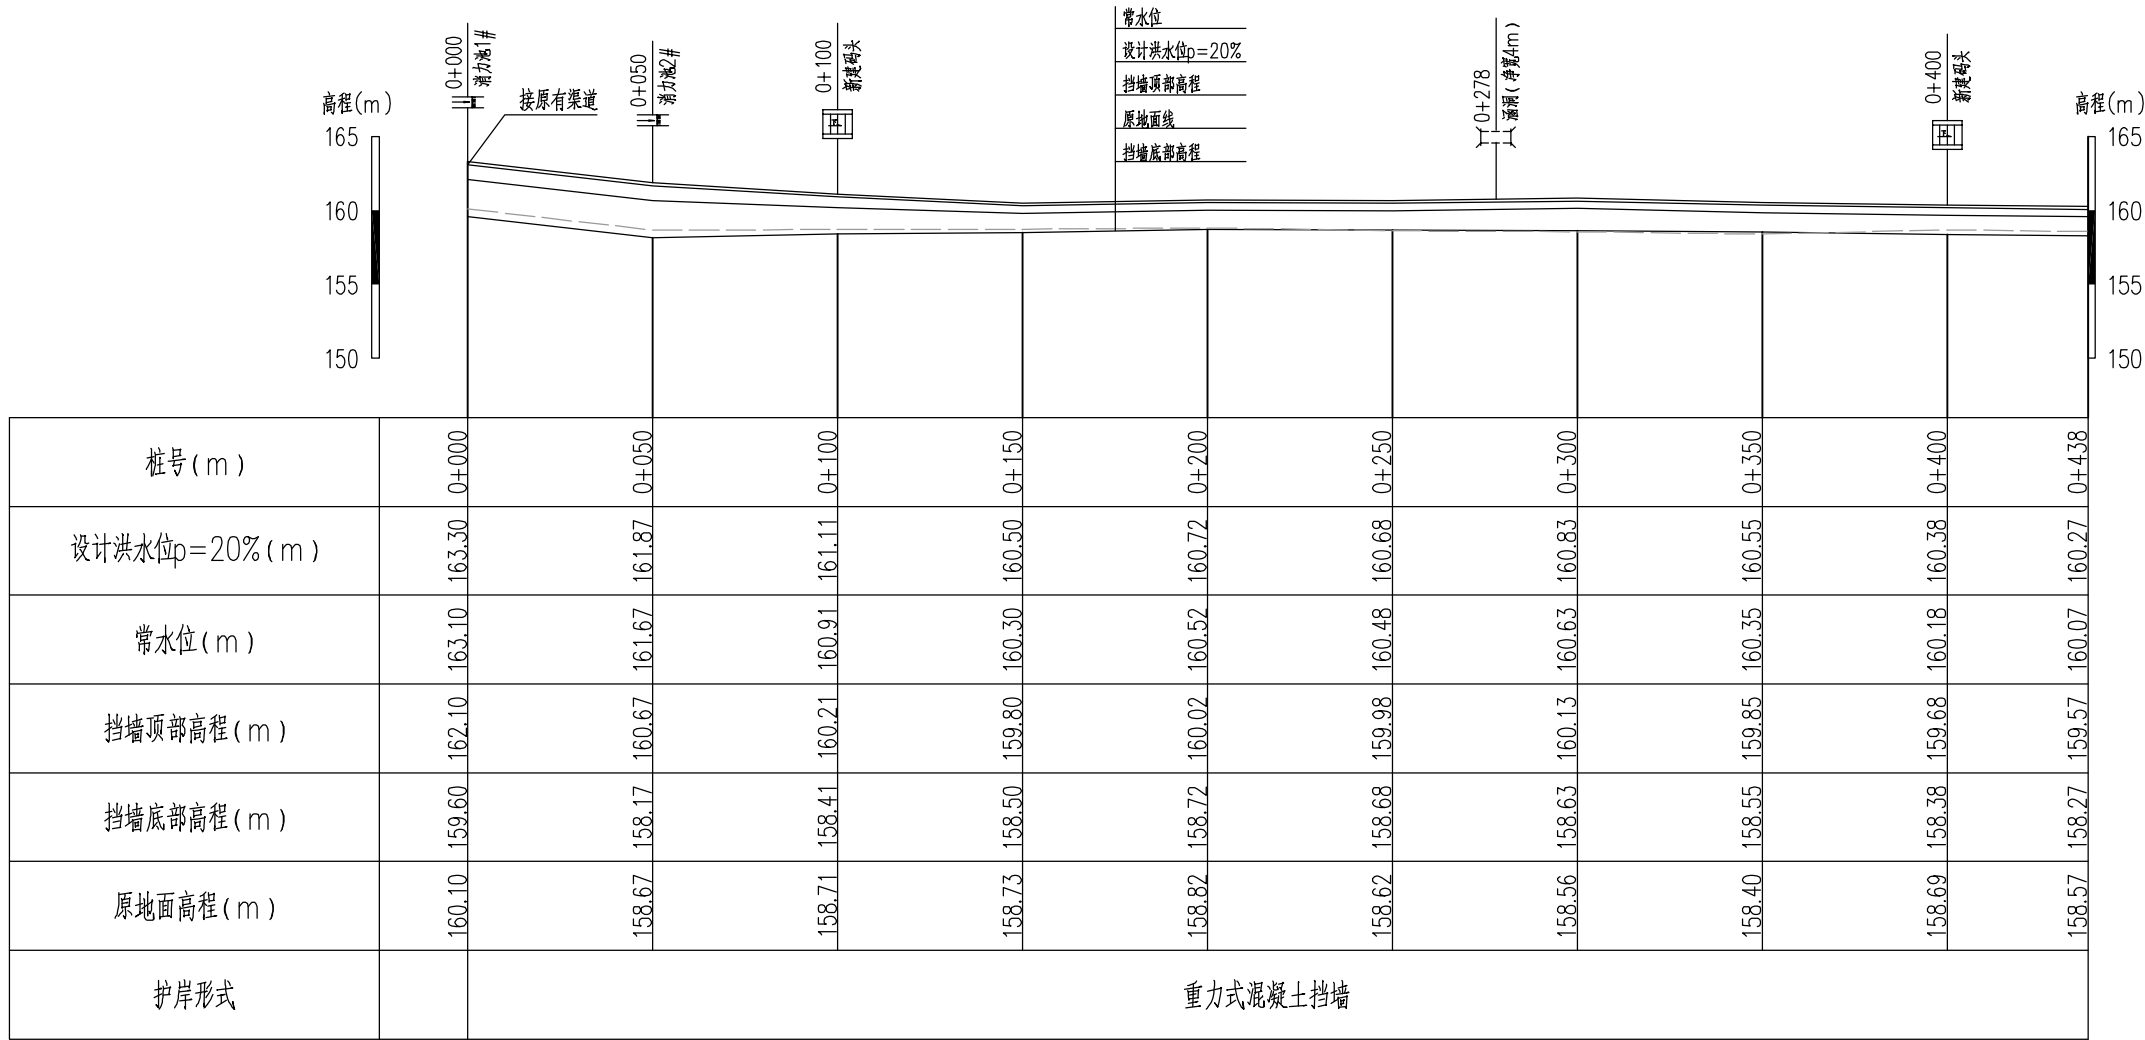 0+000
消力池1#
0+050
消力池2#
0+100
新建码头
常水位
设计洪水位p=20%
挡墙顶部高程
原地面线
挡墙底部高程
0+278
涵洞(净宽4m)
0+400
新建码头
接原有渠道
高程(m)
165
160
155
150
高程(m)
165
160
155
150
桩号(m) 0+000 0+050 0+100 0+150 0+200 0+250 0+300 0+350 0+400 0+438
设计洪水位p=20%(m) 163.30 161.87 161.11 160.50 160.72 160.68 160.83 160.55 160.38 160.27
常水位(m) 163.10 161.67 160.91 160.30 160.52 160.48 160.63 160.35 160.18 160.07
挡墙顶部高程(m) 162.10 160.67 160.21 159.80 160.02 159.98 160.13 159.85 159.68 159.57
挡墙底部高程(m) 159.60 158.17 158.41 158.50 158.72 158.68 158.63 158.55 158.38 158.27
原地面高程(m) 160.10 158.67 158.71 158.73 158.82 158.62 158.56 158.40 158.69 158.57
护岸形式 重力式混凝土挡墙